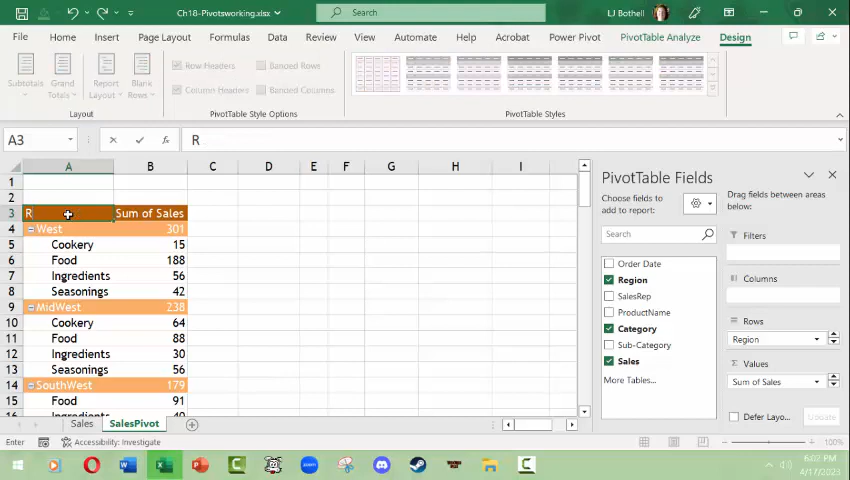 Ch18-Pivotsworking.xlsx
Search
LJ Bothell
File Home Insert Page Layout Formulas Data Review View Automate Help Acrobat Power Pivot PivotTable Analyze Design
Subtotals Grand Totals Report Layout Blank Rows
Row Headers Banded Rows
Column Headers Banded Columns
Layout PivotTable Style Options PivotTable Styles
A3 fx R
A B C D E F G H I
1
2
3 R Sum of Sales
4 West 301
5 Cookery 15
6 Food 188
7 Ingredients 56
8 Seasonings 42
9 MidWest 238
10 Cookery 64
11 Food 88
12 Ingredients 30
13 Seasonings 56
14 SouthWest 179
15 Food 91
16 Ingredients 40
PivotTable Fields
Choose fields to add to report:
Search
Order Date
Region
SalesRep
ProductName
Category
Sub-Category
Sales
More Tables...
Drag fields between areas below:
Filters
Columns
Rows
Region
Values
Sum of Sales
Defer Layo... Update
Sales SalesPivot
Enter Accessibility: Investigate 100%
6:02 PM
4/17/2023